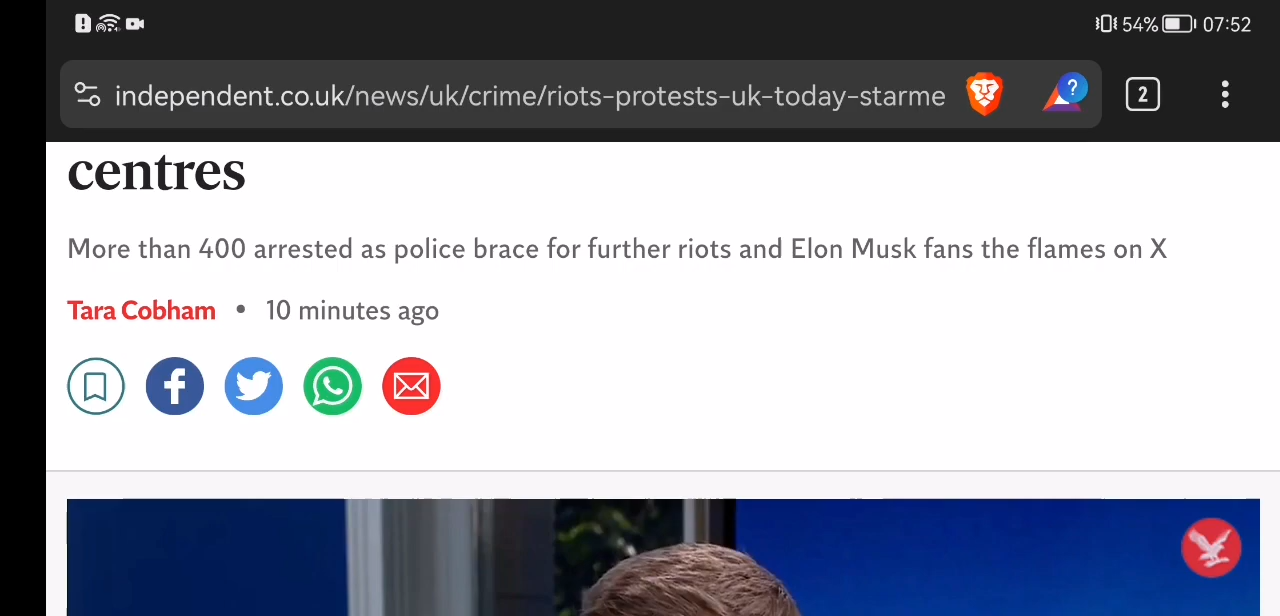 54% 07:52
independent.co.uk/news/uk/crime/riots-protests-uk-today-starme
2
centres
More than 400 arrested as police brace for further riots and Elon Musk fans the flames on X
Tara Cobham • 10 minutes ago